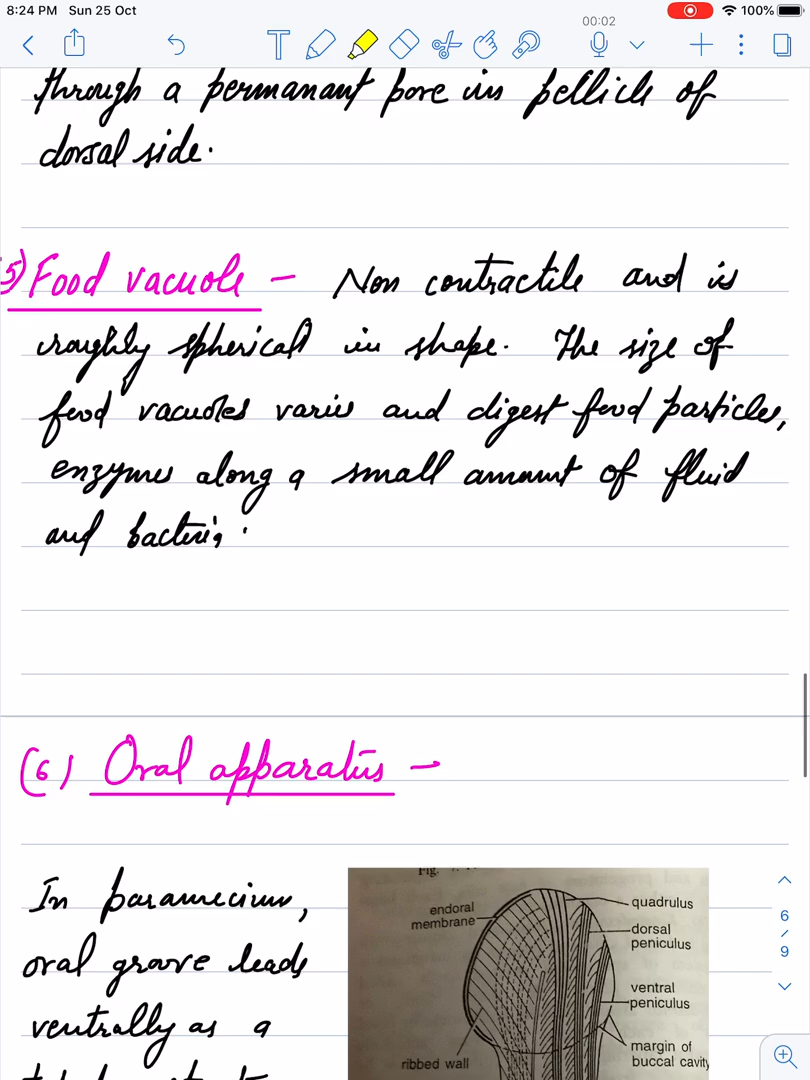 8:24 PM Sun 25 Oct
00:02
100%
through a permanant pore in pellicle of
dorsal side.
(5) Food vacuole - Non contractile and is
roughly spherical in shape. The size of
food vacuoles varies and digest food particles,
enzymes along a small amount of fluid
and bacteria.
(6) Oral apparatus -
In paramecium,
oral groove leads
ventrally as a
Fig.
endoral
membrane
quadrulus
dorsal
peniculus
ventral
peniculus
margin of
buccal cavity
ribbed wall
6
/
9